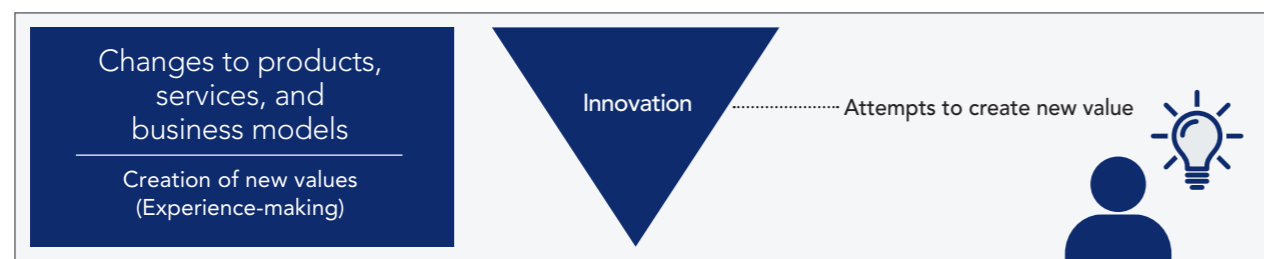 Changes to products,
services, and
business models
Creation of new values
(Experience-making)
Innovation
Attempts to create new value